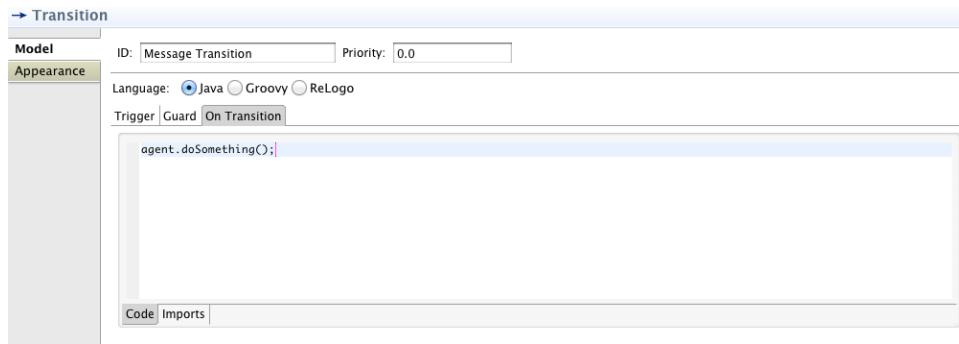 Transition
Model
ID: Message Transition Priority: 0.0
Appearance
Language: Java Groovy ReLogo
Trigger Guard On Transition
agent.doSomething();
Code Imports